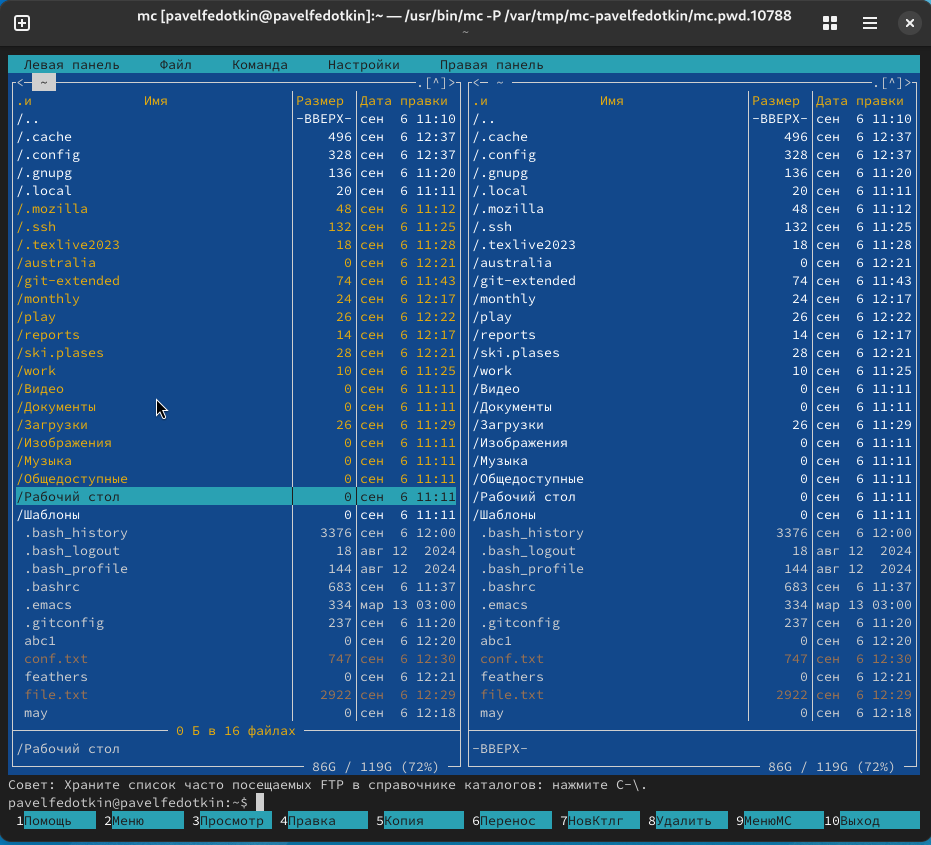 mc [pavelfedotkin@pavelfedotkin]:~ — /usr/bin/mc -P /var/tmp/mc-pavelfedotkin/mc.pwd.10788
~
Левая панель Файл Команда Настройки Правая панель
<─ ~ .[^]>
.и Имя Размер Дата правки
/.. -ВВЕРХ- сен 6 11:10
/.cache 496 сен 6 12:37
/.config 328 сен 6 12:37
/.gnupg 136 сен 6 11:20
/.local 20 сен 6 11:11
/.mozilla 48 сен 6 11:12
/.ssh 132 сен 6 11:25
/.texlive2023 18 сен 6 11:28
/australia 0 сен 6 12:21
/git-extended 74 сен 6 11:43
/monthly 24 сен 6 12:17
/play 26 сен 6 12:22
/reports 14 сен 6 12:17
/ski.plases 28 сен 6 12:21
/work 10 сен 6 11:25
/Видео 0 сен 6 11:11
/Документы 0 сен 6 11:11
/Загрузки 26 сен 6 11:29
/Изображения 0 сен 6 11:11
/Музыка 0 сен 6 11:11
/Общедоступные 0 сен 6 11:11
/Рабочий стол 0 сен 6 11:11
/Шаблоны 0 сен 6 11:11
.bash_history 3376 сен 6 12:00
.bash_logout 18 авг 12 2024
.bash_profile 144 авг 12 2024
.bashrc 683 сен 6 11:37
.emacs 334 мар 13 03:00
.gitconfig 237 сен 6 11:20
abc1 0 сен 6 12:20
conf.txt 747 сен 6 12:30
feathers 0 сен 6 12:21
file.txt 2922 сен 6 12:29
may 0 сен 6 12:18
0 Б в 16 файлах
/Рабочий стол
86G / 119G (72%)
<─ ~ .[^]>
.и Имя Размер Дата правки
/.. -ВВЕРХ- сен 6 11:10
/.cache 496 сен 6 12:37
/.config 328 сен 6 12:37
/.gnupg 136 сен 6 11:20
/.local 20 сен 6 11:11
/.mozilla 48 сен 6 11:12
/.ssh 132 сен 6 11:25
/.texlive2023 18 сен 6 11:28
/australia 0 сен 6 12:21
/git-extended 74 сен 6 11:43
/monthly 24 сен 6 12:17
/play 26 сен 6 12:22
/reports 14 сен 6 12:17
/ski.plases 28 сен 6 12:21
/work 10 сен 6 11:25
/Видео 0 сен 6 11:11
/Документы 0 сен 6 11:11
/Загрузки 26 сен 6 11:29
/Изображения 0 сен 6 11:11
/Музыка 0 сен 6 11:11
/Общедоступные 0 сен 6 11:11
/Рабочий стол 0 сен 6 11:11
/Шаблоны 0 сен 6 11:11
.bash_history 3376 сен 6 12:00
.bash_logout 18 авг 12 2024
.bash_profile 144 авг 12 2024
.bashrc 683 сен 6 11:37
.emacs 334 мар 13 03:00
.gitconfig 237 сен 6 11:20
abc1 0 сен 6 12:20
conf.txt 747 сен 6 12:30
feathers 0 сен 6 12:21
file.txt 2922 сен 6 12:29
may 0 сен 6 12:18
-ВВЕРХ-
86G / 119G (72%)
Совет: Храните список часто посещаемых FTP в справочнике каталогов: нажмите C-\.
pavelfedotkin@pavelfedotkin:~$
1Помощь 2Меню 3Просмотр 4Правка 5Копия 6Перенос 7НовКтлг 8Удалить 9МенюМС 10Выход